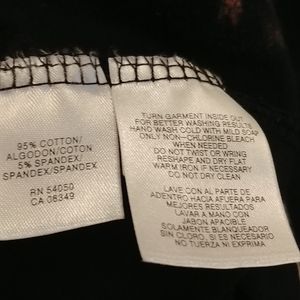 95% COTTON/
ALGODON/COTON
5% SPANDEX/
SPANDEX/SPANDEX
RN 54050
CA 08349
TURN GARMENT INSIDE OUT
FOR BETTER WASHING RESULTS
HAND WASH COLD WITH MILD SOAP
ONLY NON-CHLORINE BLEACH
WHEN NEEDED
DO NOT TWIST OR WRING
RESHAPE AND DRY FLAT
WARM IRON IF NECESSARY
DO NOT DRY CLEAN
LAVE CON AL PARTE DE
ADENTRO HACIA AFUERA PARA
MEJORES RESULTADOS
LAVAR A MANO CON
JABON APACIBLE
SOLAMENTE BLANQUEADOR
SIN CLORO, SI ES NECESARIO
NO TUERZA NI EXPRIMA